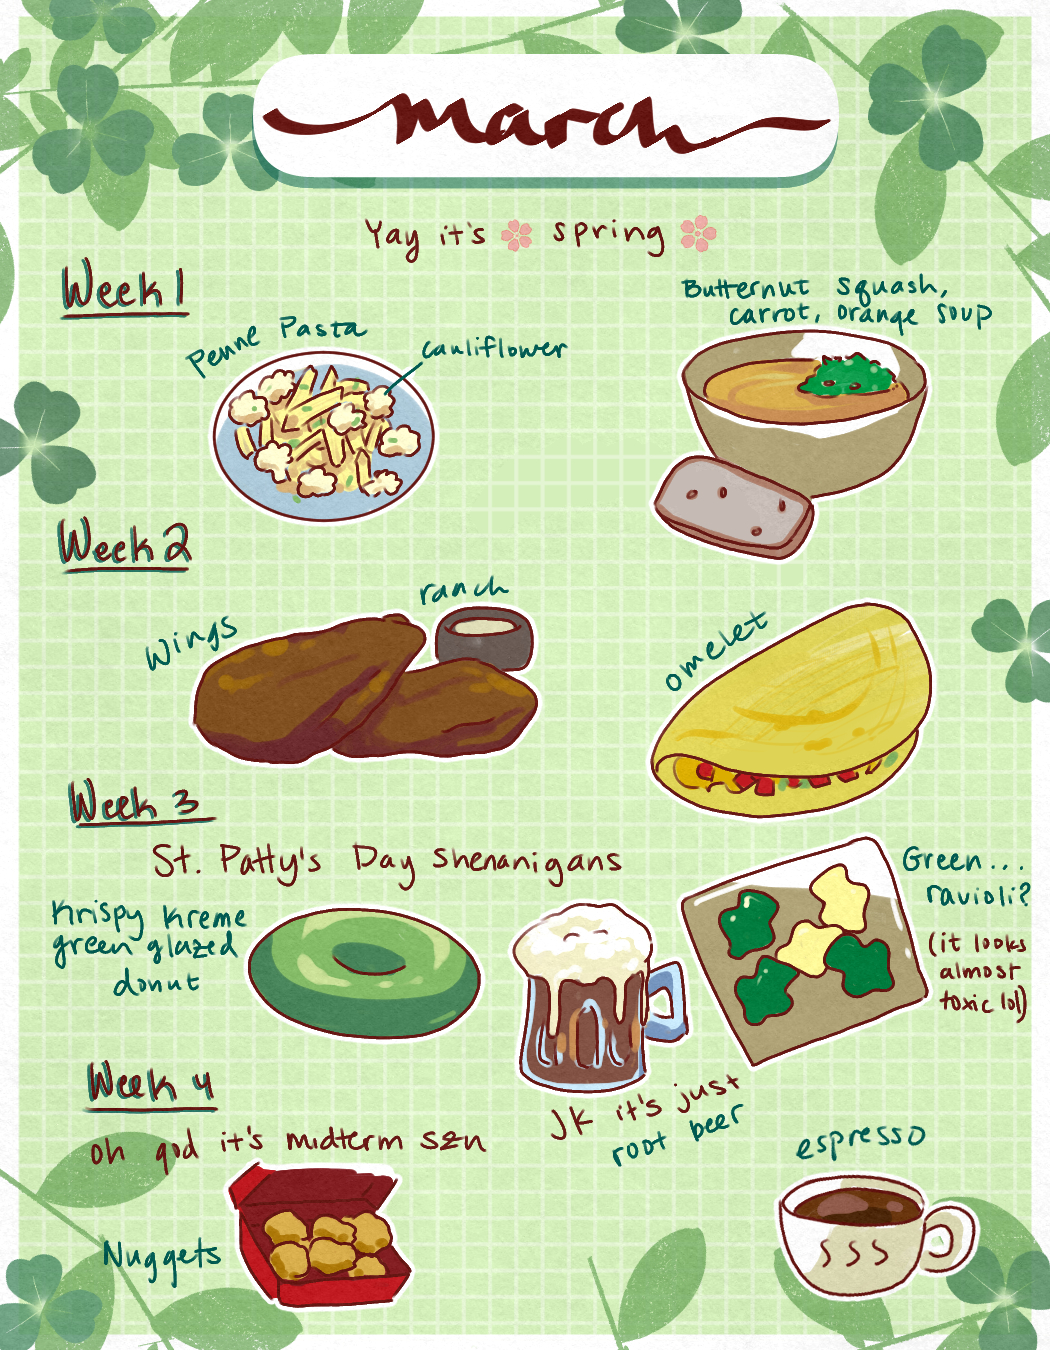 march
Yay it's spring
Week 1
Penne Pasta
cauliflower
Butternut squash,
carrot, orange soup
Week 2
Wings
ranch
omelet
Week 3
St. Patty's Day Shenanigans
Krispy Kreme
green glazed
donut
JK it's just
root beer
Green...
ravioli?
(it looks
almost
toxic lol)
Week 4
oh god it's midterm szn
Nuggets
espresso